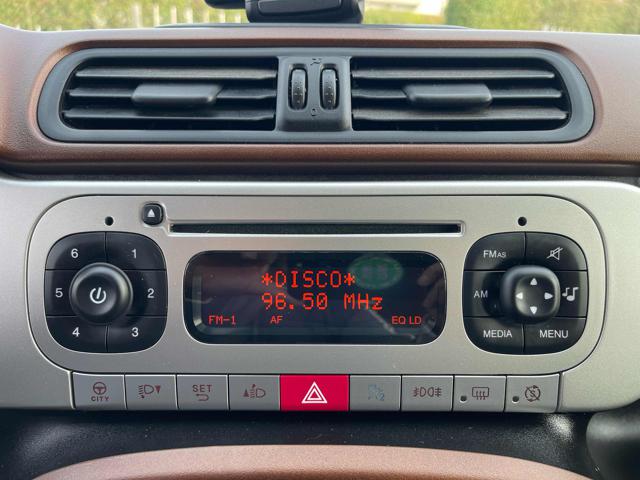 6 1
5 2
4 3
*DISCO*
96.50 MHz
FM-1 AF EQ LD
FMAS
AM
MEDIA MENU
CITY SET